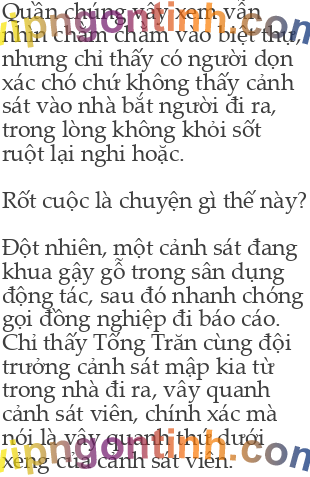 Quần chúng vây xem vẫn
nhìn chằm chằm vào biệt thự,
nhưng chỉ thấy có người dọn
xác chó chứ không thấy cảnh
sát vào nhà bắt người đi ra,
trong lòng không khỏi sốt
ruột lại nghi hoặc.
Rốt cuộc là chuyện gì thế này?
Đột nhiên, một cảnh sát đang
khua gậy gỗ trong sân dụng
động tác, sau đó nhanh chóng
gọi đồng nghiệp đi báo cáo.
Chỉ thấy Tống Trăn cùng đội
trưởng cảnh sát mập kia từ
trong nhà đi ra, vây quanh
cảnh sát viên, chính xác mà
nói là vây quanh thứ dưới
xẻng của cảnh sát viên.
vipngontinh.com
vipngontinh.com